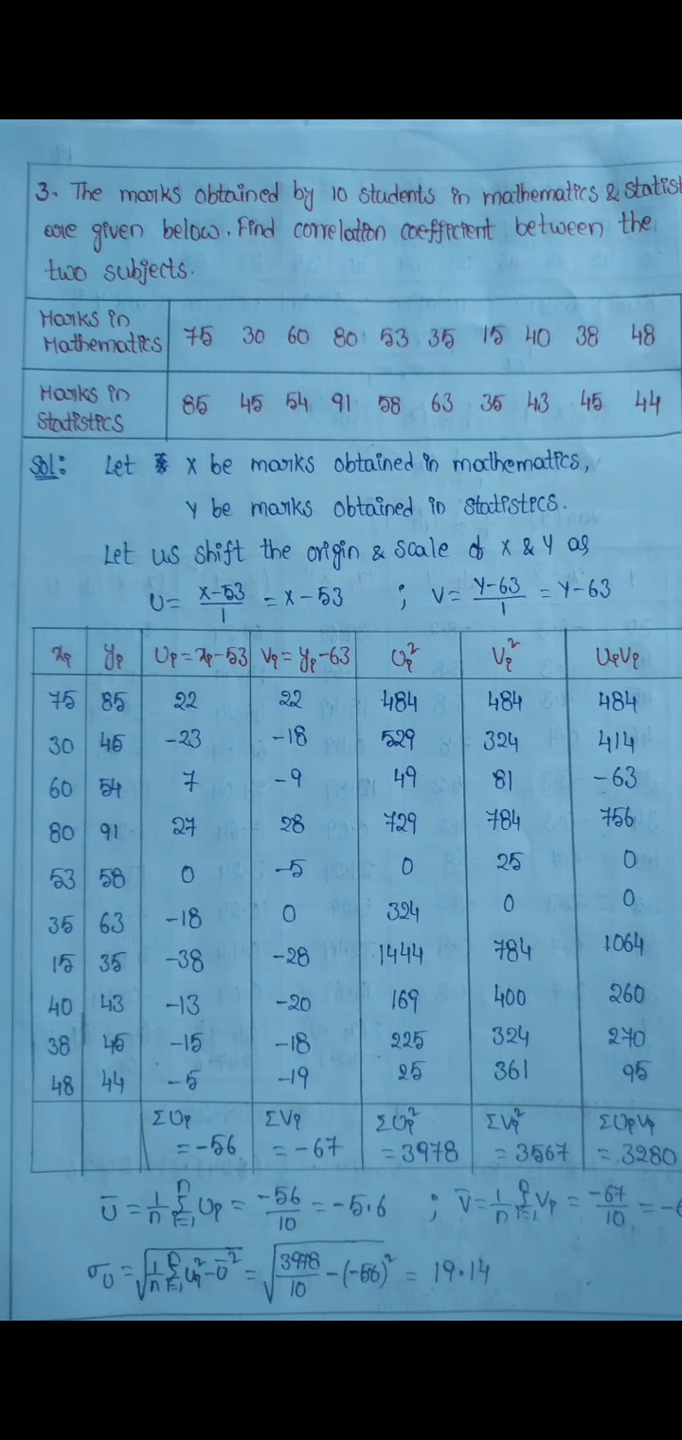 3. The marks obtained by 10 students in mathematics & statist
are given below. Find correlation coefficient between the
two subjects.
Marks in Mathematics 75 30 60 80 53 35 15 40 38 48
Marks in Statistics 85 45 54 91 58 63 35 43 45 44
Sol: Let X be marks obtained in mathematics,
Y be marks obtained in statistics.
Let us shift the origin & scale of X & Y as
U = X-53/1 = X-53 ; V = Y-63/1 = Y-63
xᵢ yᵢ Uᵢ=xᵢ-53 Vᵢ=yᵢ-63 Uᵢ² Vᵢ² UᵢVᵢ
75 85 22 22 484 484 484
30 45 -23 -18 529 324 414
60 54 7 -9 49 81 -63
80 91 27 28 729 784 756
53 58 0 -5 0 25 0
35 63 -18 0 324 0 0
15 35 -38 -28 1444 784 1064
40 43 -13 -20 169 400 260
38 45 -15 -18 225 324 270
48 44 -5 -19 25 361 95
ΣUᵢ = -56 ΣVᵢ = -67 ΣUᵢ² = 3978 ΣVᵢ² = 3567 ΣUᵢVᵢ = 3280
Ū = 1/n Σⁿᵢ₌₁ Uᵢ = -56/10 = -5.6 ; V̄ = 1/n Σⁿᵢ₌₁ Vᵢ = -67/10 = -6
σU = √(1/n Σⁿᵢ₌₁ Uᵢ² - Ū²) = √(3978/10 - (-56)²) = 19.14